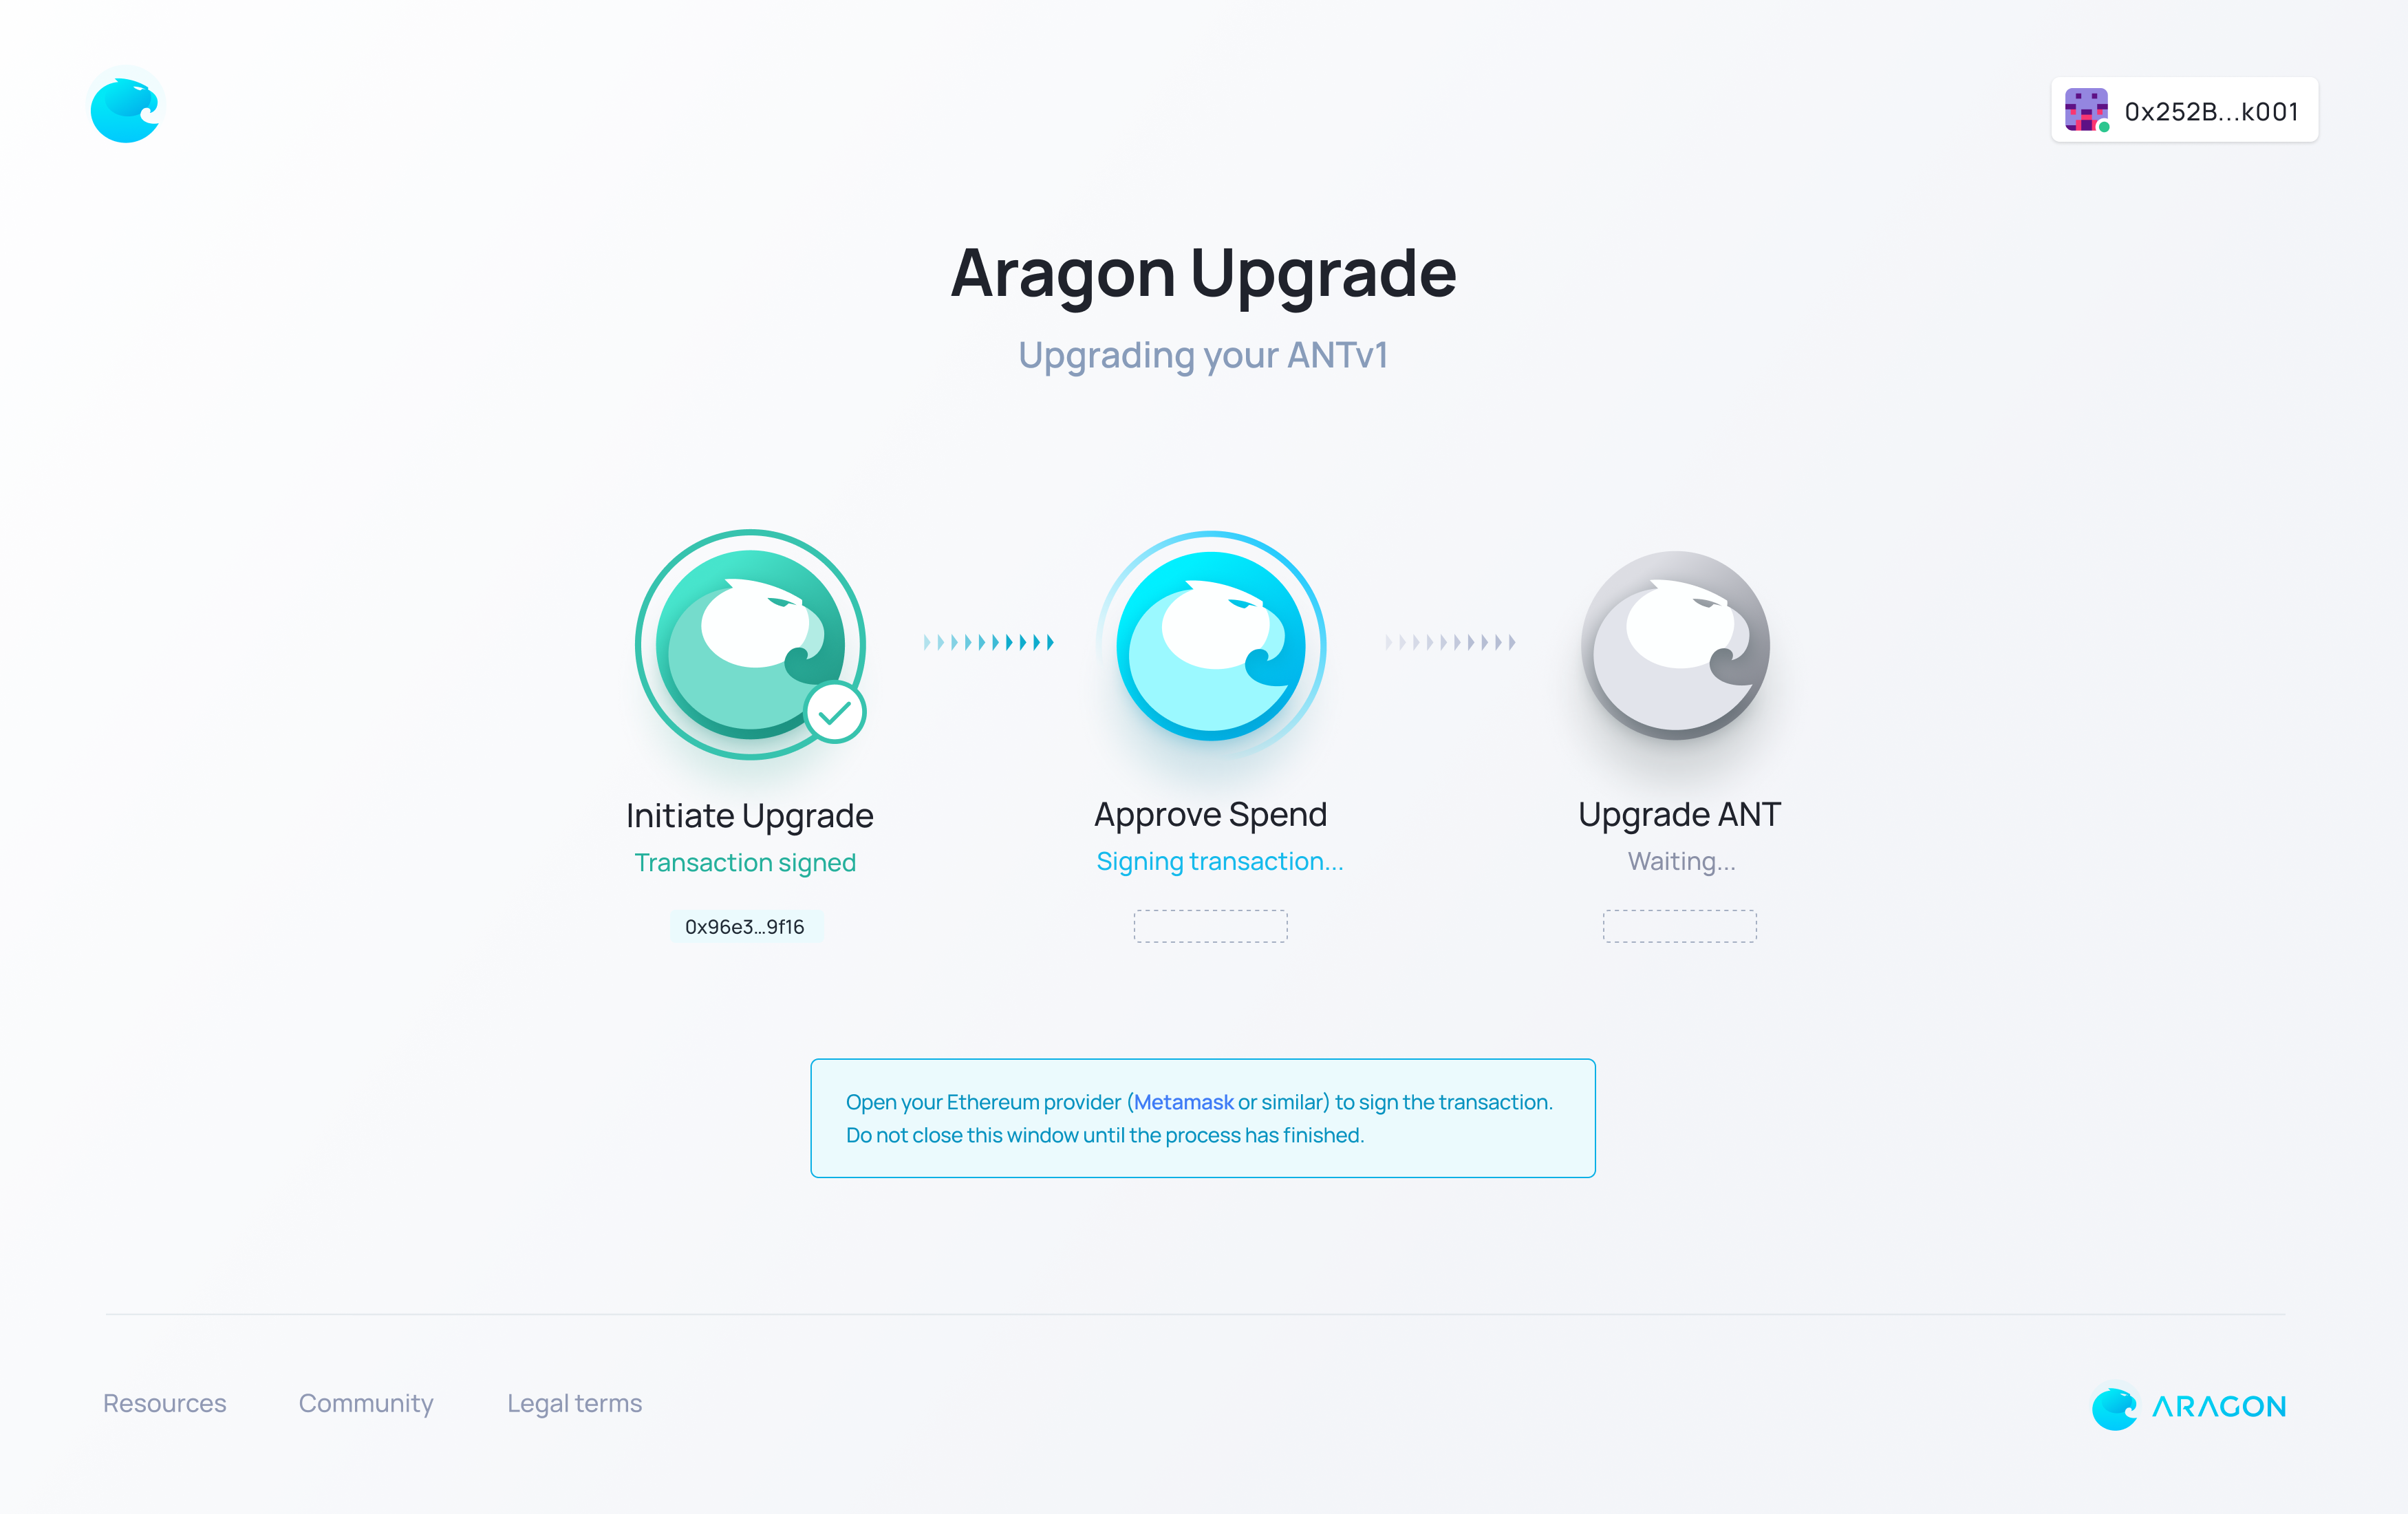 0x252B...k001
Aragon Upgrade
Upgrading your ANTv1
Initiate Upgrade
Transaction signed
0x96e3...9f16
Approve Spend
Signing transaction...
Upgrade ANT
Waiting...
Open your Ethereum provider (Metamask or similar) to sign the transaction.
Do not close this window until the process has finished.
Resources
Community
Legal terms
ARAGON